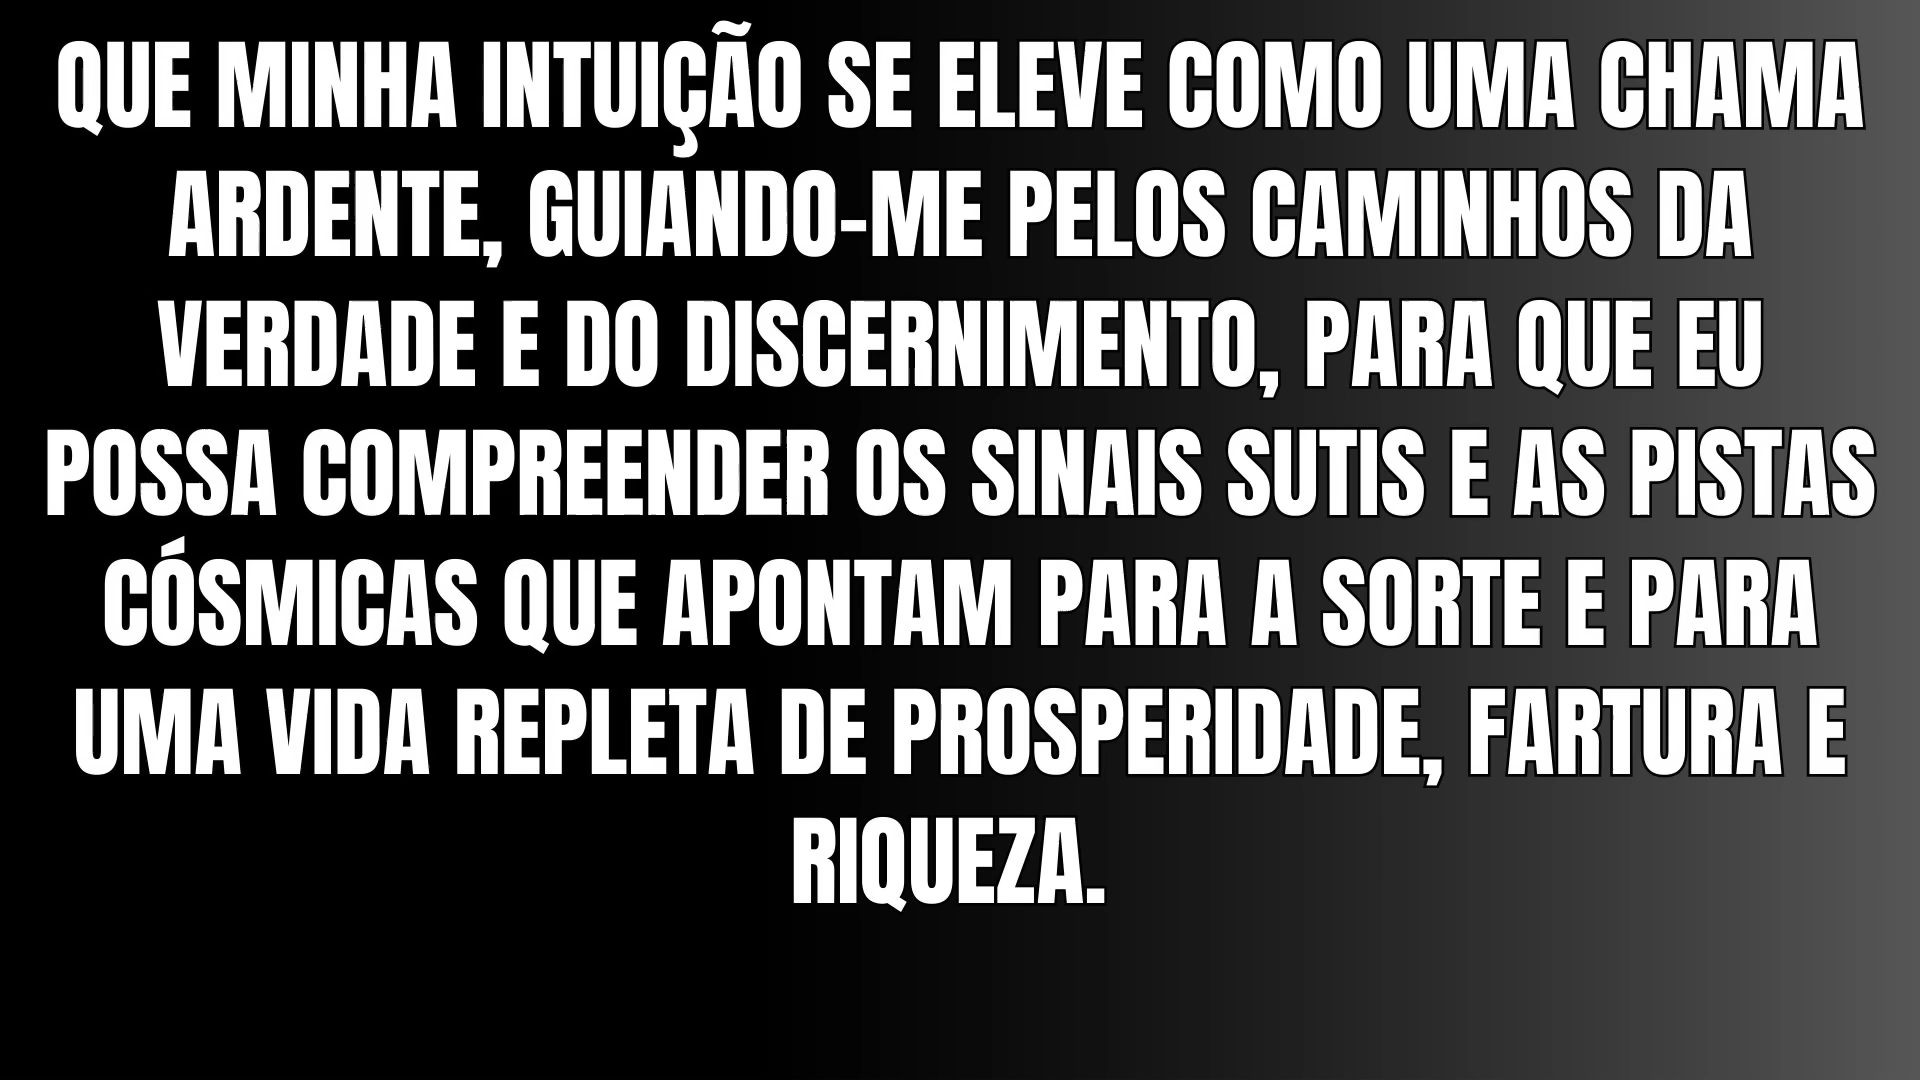 QUE MINHA INTUIÇÃO SE ELEVE COMO UMA CHAMA
ARDENTE, GUIANDO-ME PELOS CAMINHOS DA
VERDADE E DO DISCERNIMENTO, PARA QUE EU
POSSA COMPREENDER OS SINAIS SUTIS E AS PISTAS
CÓSMICAS QUE APONTAM PARA A SORTE E PARA
UMA VIDA REPLETA DE PROSPERIDADE, FARTURA E
RIQUEZA.